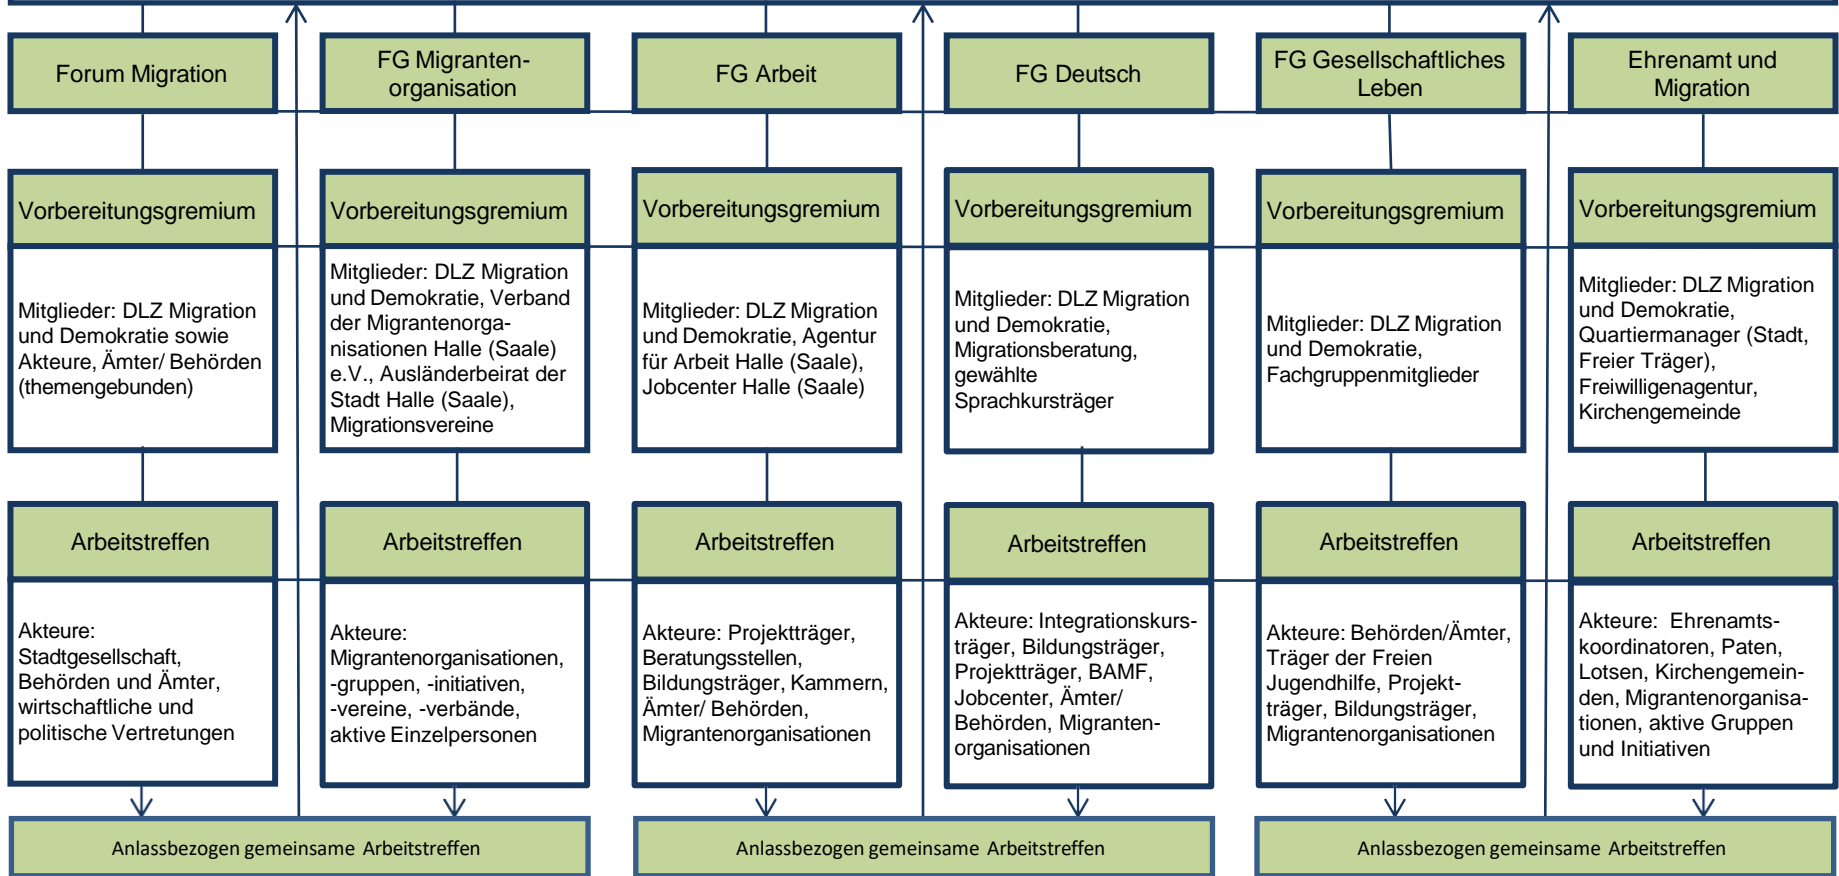 Forum Migration
FG Migranten-
organisation
FG Arbeit
FG Deutsch
FG Gesellschaftliches
Leben
Ehrenamt und
Migration
Vorbereitungsgremium
Vorbereitungsgremium
Vorbereitungsgremium
Vorbereitungsgremium
Vorbereitungsgremium
Vorbereitungsgremium
Mitglieder: DLZ Migration
und Demokratie sowie
Akteure, Ämter/ Behörden
(themengebunden)
Mitglieder: DLZ Migration
und Demokratie, Verband
der Migrantenorga-
nisationen Halle (Saale)
e.V., Ausländerbeirat der
Stadt Halle (Saale),
Migrationsvereine
Mitglieder: DLZ Migration
und Demokratie, Agentur
für Arbeit Halle (Saale),
Jobcenter Halle (Saale)
Mitglieder: DLZ Migration
und Demokratie,
Migrationsberatung,
gewählte
Sprachkursträger
Mitglieder: DLZ Migration
und Demokratie,
Fachgruppenmitglieder
Mitglieder: DLZ Migration
und Demokratie,
Quartiermanager (Stadt,
Freier Träger),
Freiwilligenagentur,
Kirchengemeinde
Arbeitstreffen
Arbeitstreffen
Arbeitstreffen
Arbeitstreffen
Arbeitstreffen
Arbeitstreffen
Akteure:
Stadtgesellschaft,
Behörden und Ämter,
wirtschaftliche und
politische Vertretungen
Akteure:
Migrantenorganisationen,
-gruppen, -initiativen,
-vereine, -verbände,
aktive Einzelpersonen
Akteure: Projektträger,
Beratungsstellen,
Bildungsträger, Kammern,
Ämter/ Behörden,
Migrantenorganisationen
Akteure: Integrationskurs-
träger, Bildungsträger,
Projektträger, BAMF,
Jobcenter, Ämter/
Behörden, Migranten-
organisationen
Akteure: Behörden/Ämter,
Träger der Freien
Jugendhilfe, Projekt-
träger, Bildungsträger,
Migrantenorganisationen
Akteure: Ehrenamts-
koordinatoren, Paten,
Lotsen, Kirchengemein-
den, Migrantenorganisa-
tionen, aktive Gruppen
und Initiativen
Anlassbezogen gemeinsame Arbeitstreffen
Anlassbezogen gemeinsame Arbeitstreffen
Anlassbezogen gemeinsame Arbeitstreffen